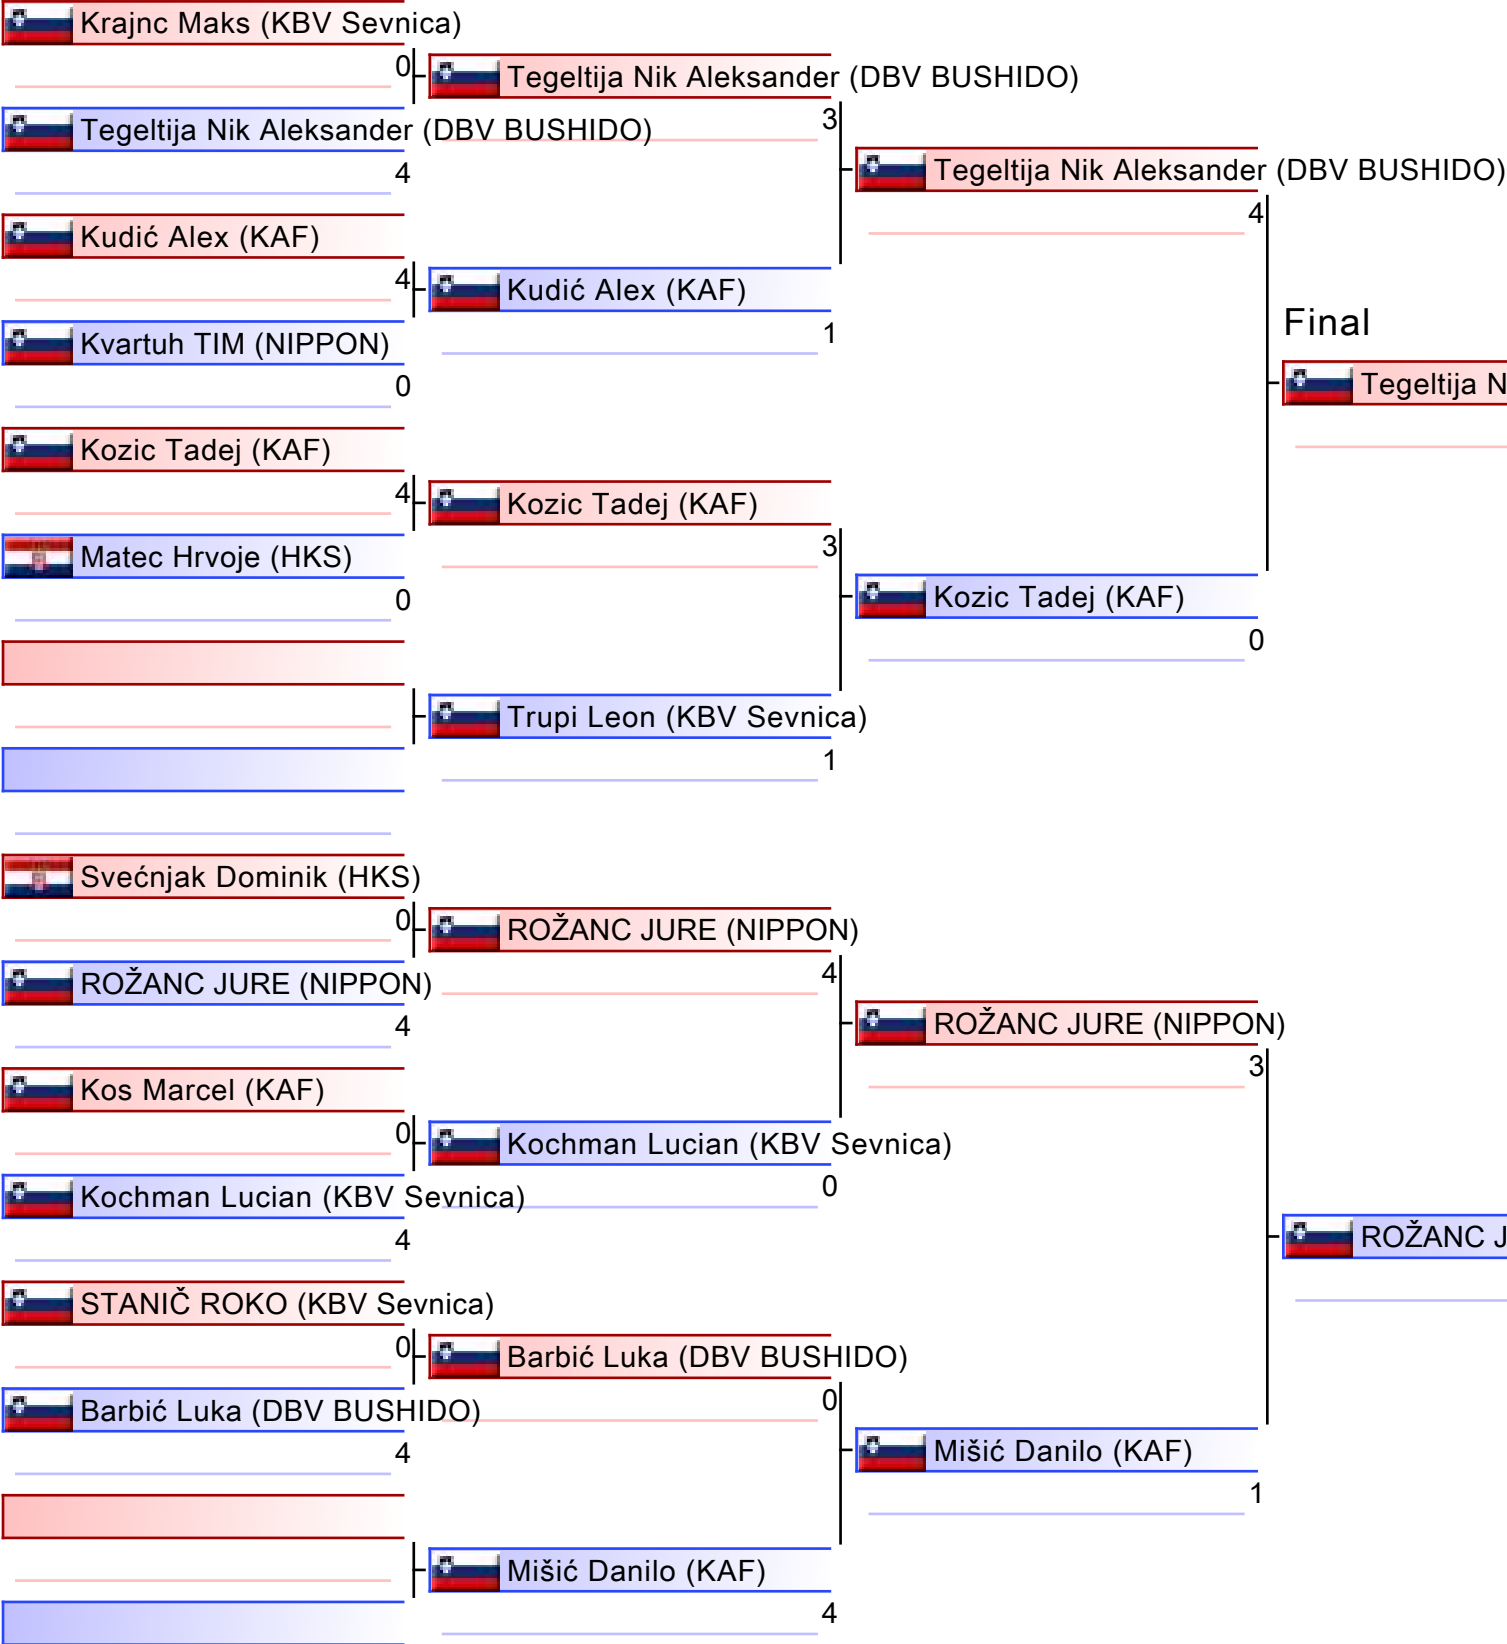 Krajnc Maks (KBV Sevnica)
0
Tegeltija Nik Aleksander (DBV BUSHIDO)
4
Kudić Alex (KAF)
4
Kvartuh TIM (NIPPON)
0
Kozic Tadej (KAF)
4
Matec Hrvoje (HKS)
0
Svećnjak Dominik (HKS)
0
ROŽANC JURE (NIPPON)
4
Kos Marcel (KAF)
0
Kochman Lucian (KBV Sevnica)
4
STANIČ ROKO (KBV Sevnica)
0
Barbić Luka (DBV BUSHIDO)
4
Tegeltija Nik Aleksander (DBV BUSHIDO)
3
Kudić Alex (KAF)
1
Kozic Tadej (KAF)
3
Trupi Leon (KBV Sevnica)
1
ROŽANC JURE (NIPPON)
4
Kochman Lucian (KBV Sevnica)
0
Barbić Luka (DBV BUSHIDO)
0
Mišić Danilo (KAF)
4
Tegeltija Nik Aleksander (DBV BUSHIDO)
4
Kozic Tadej (KAF)
0
ROŽANC JURE (NIPPON)
3
Mišić Danilo (KAF)
1
Final
Tegeltija N
ROŽANC J